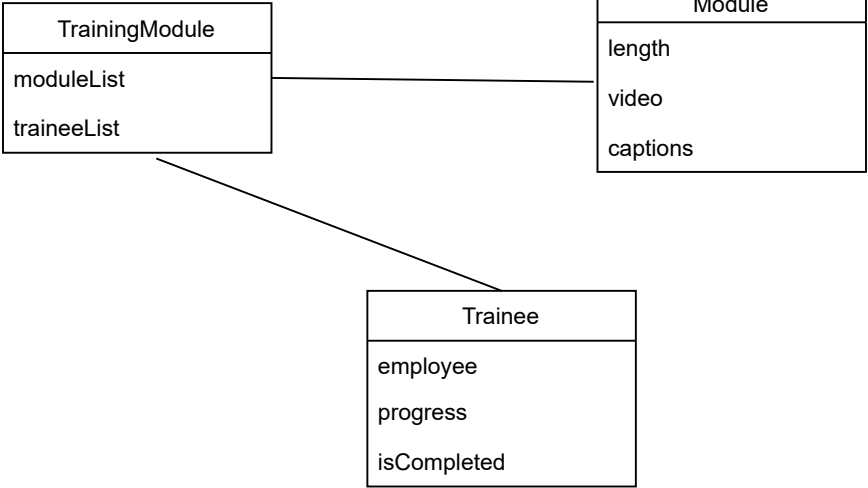 TrainingModule
moduleList
traineeList
Module
length
video
captions
Trainee
employee
progress
isCompleted